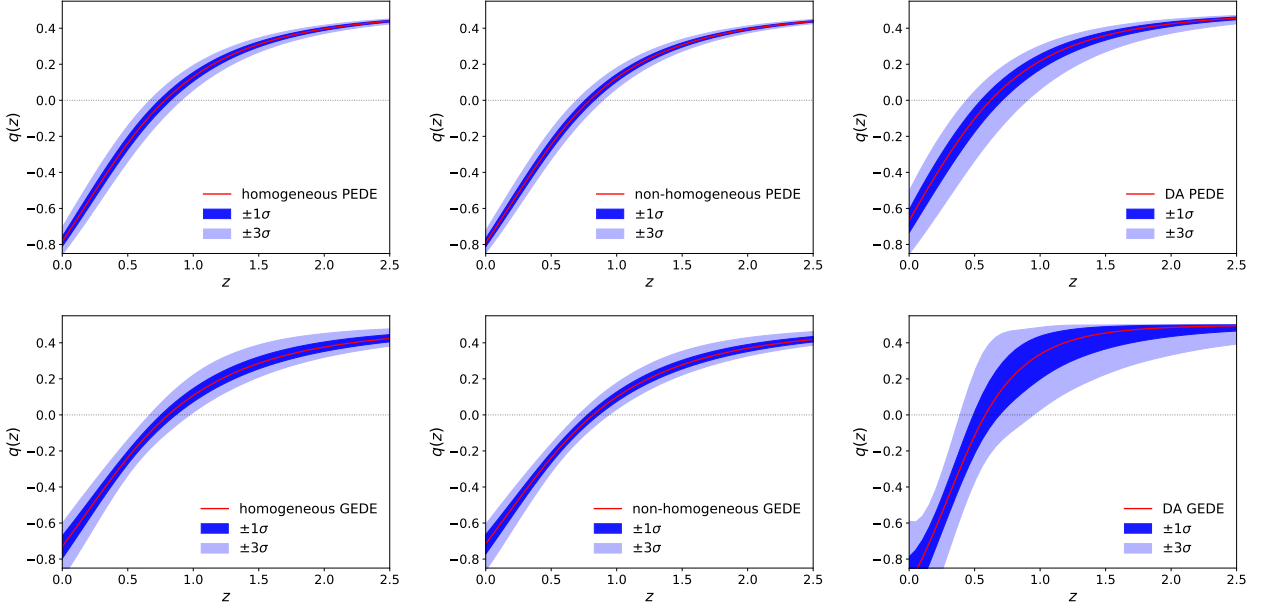 0.4
0.2
0.0
−0.2
−0.4
−0.6
−0.8
q(z)
homogeneous PEDE
±1σ
±3σ
0.0 0.5 1.0 1.5 2.0 2.5
z
0.4
0.2
0.0
−0.2
−0.4
−0.6
−0.8
q(z)
non-homogeneous PEDE
±1σ
±3σ
0.0 0.5 1.0 1.5 2.0 2.5
z
0.4
0.2
0.0
−0.2
−0.4
−0.6
−0.8
q(z)
DA PEDE
±1σ
±3σ
0.0 0.5 1.0 1.5 2.0 2.5
z
0.4
0.2
0.0
−0.2
−0.4
−0.6
−0.8
q(z)
homogeneous GEDE
±1σ
±3σ
0.0 0.5 1.0 1.5 2.0 2.5
z
0.4
0.2
0.0
−0.2
−0.4
−0.6
−0.8
q(z)
non-homogeneous GEDE
±1σ
±3σ
0.0 0.5 1.0 1.5 2.0 2.5
z
0.4
0.2
0.0
−0.2
−0.4
−0.6
−0.8
q(z)
DA GEDE
±1σ
±3σ
0.0 0.5 1.0 1.5 2.0 2.5
z